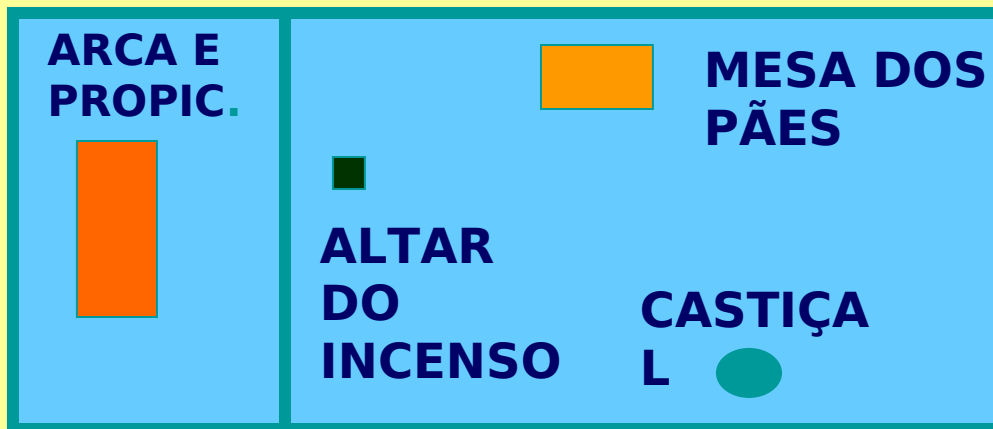 ARCA E
PROPIC.
MESA DOS
PÃES
ALTAR
DO
INCENSO
CASTIÇA
L